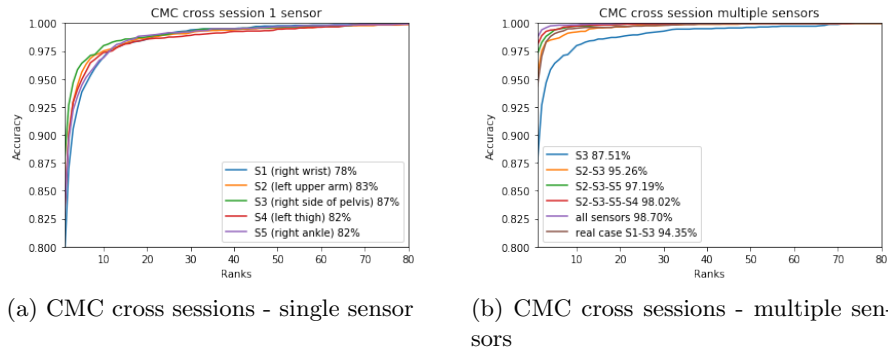 CMC cross session 1 sensor
1.000
0.975
0.950
0.925
0.900
0.875
0.850
0.825
0.800
Accuracy
S1 (right wrist) 78%
S2 (left upper arm) 83%
S3 (right side of pelvis) 87%
S4 (left thigh) 82%
S5 (right ankle) 82%
10 20 30 40 50 60 70 80
Ranks
(a) CMC cross sessions - single sensor
CMC cross session multiple sensors
1.000
0.975
0.950
0.925
0.900
0.875
0.850
0.825
0.800
Accuracy
S3 87.51%
S2-S3 95.26%
S2-S3-S5 97.19%
S2-S3-S5-S4 98.02%
all sensors 98.70%
real case S1-S3 94.35%
10 20 30 40 50 60 70 80
Ranks
(b) CMC cross sessions - multiple sen-
sors